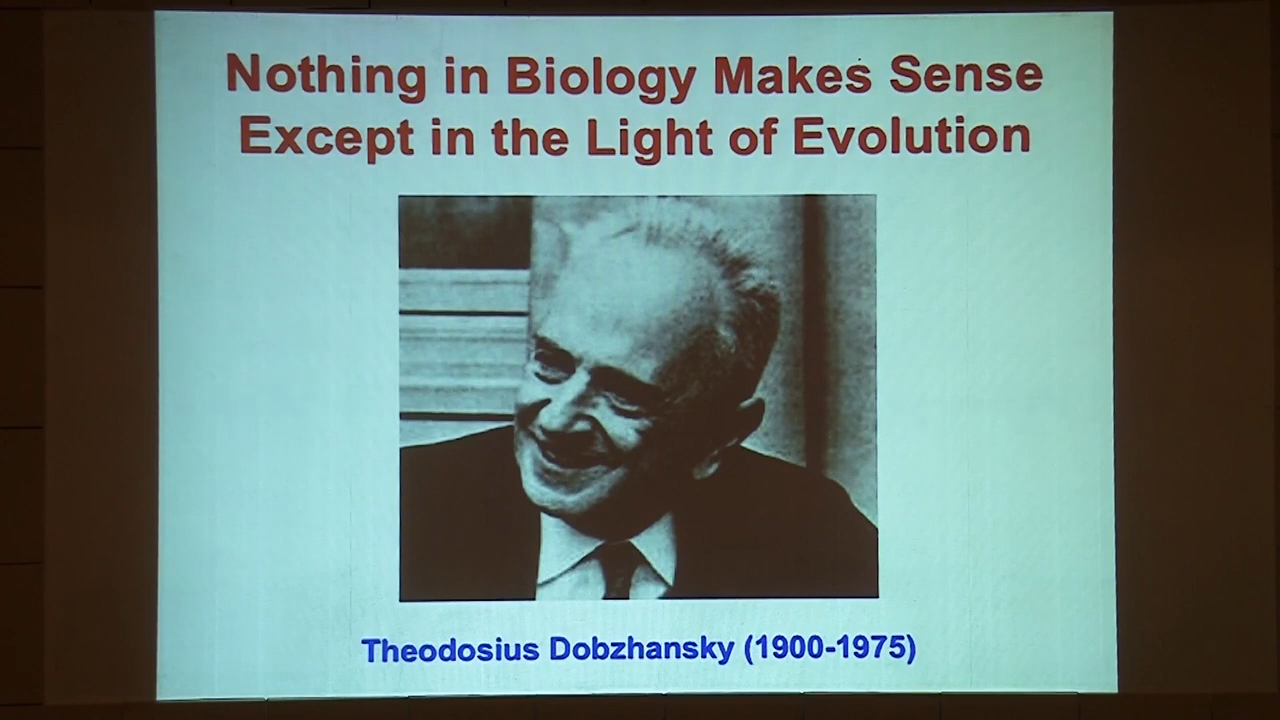 Nothing in Biology Makes Sense
Except in the Light of Evolution
Theodosius Dobzhansky (1900-1975)